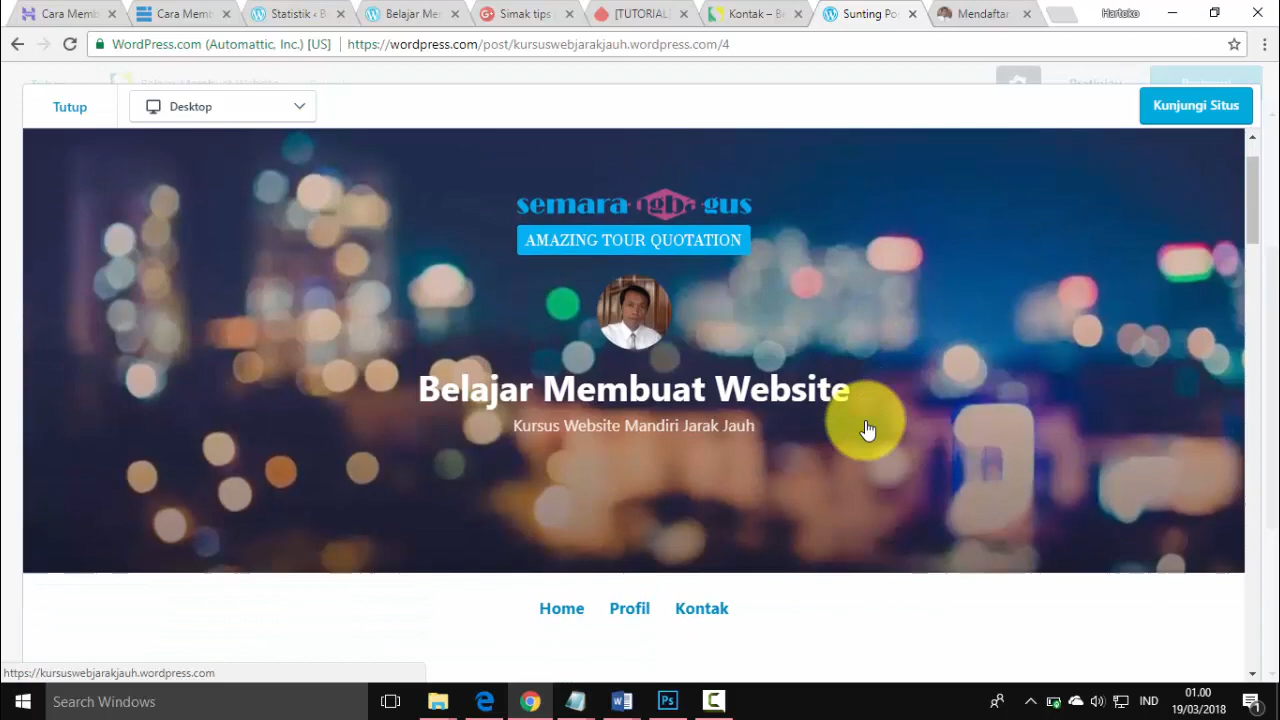 Cara Memb
Cara Memb
Statistik ‹ B
Belajar Me
Simak tips
[TUTORIAL]
Kontak – Be
Sunting Po
Mendaftar
Hartoko
WordPress.com (Automattic, Inc.) [US]
https://wordpress.com/post/kursuswebjarakjauh.wordpress.com/4
Tutup
Desktop
Kunjungi Situs
semara gba gus
AMAZING TOUR QUOTATION
Belajar Membuat Website
Kursus Website Mandiri Jarak Jauh
Home
Profil
Kontak
https://kursuswebjarakjauh.wordpress.com
Search Windows
IND
01.00
19/03/2018